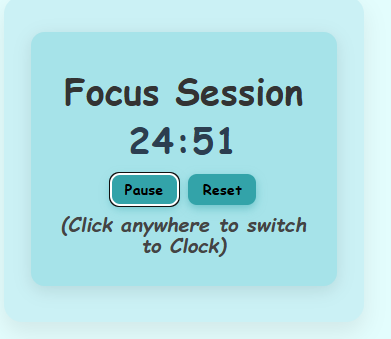 Focus Session
24:51
Pause Reset
(Click anywhere to switch
to Clock)